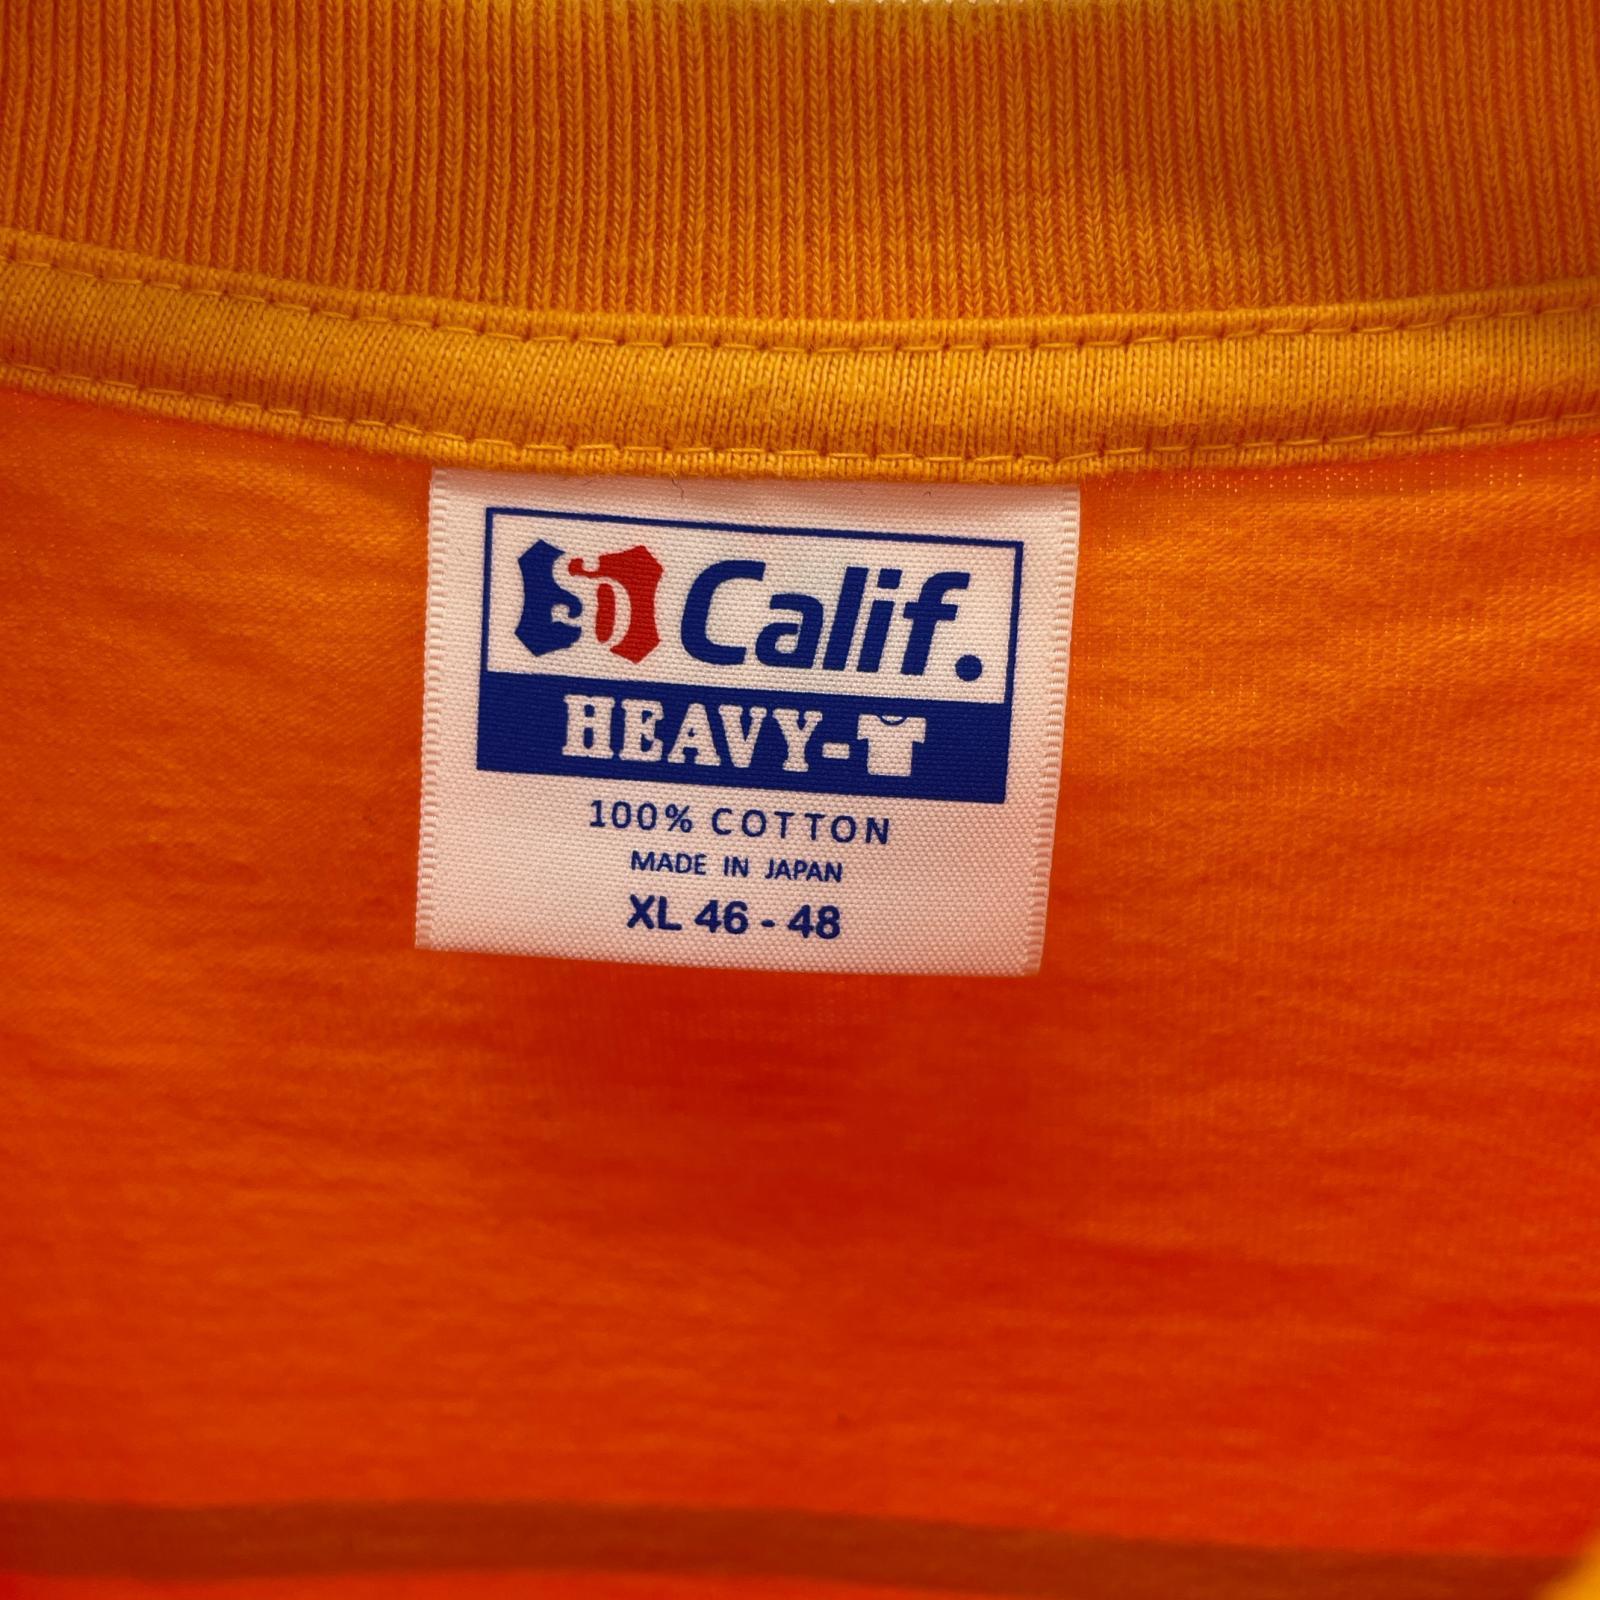 SD Calif.
HEAVY-T
100% COTTON
MADE IN JAPAN
XL 46 - 48